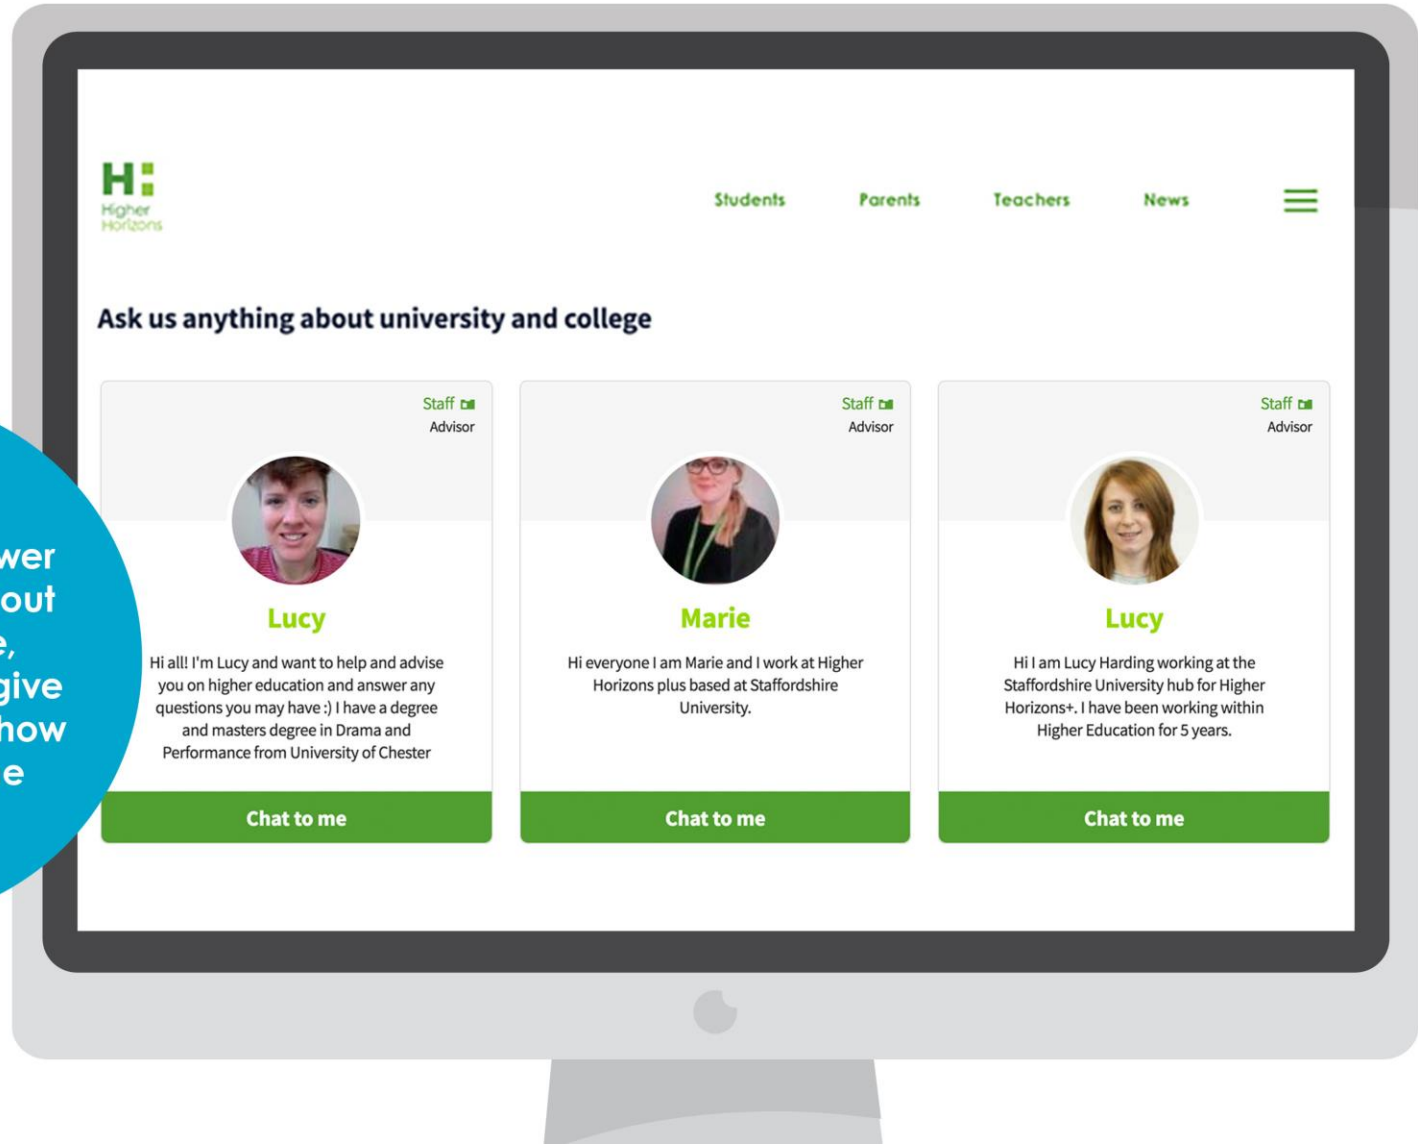 H
Higher
Horizons
Students Parents Teachers News
Ask us anything about university and college
Staff
Advisor
Lucy
Hi all! I'm Lucy and want to help and advise
you on higher education and answer any
questions you may have :) I have a degree
and masters degree in Drama and
Performance from University of Chester
Chat to me
Staff
Advisor
Marie
Hi everyone I am Marie and I work at Higher
Horizons plus based at Staffordshire
University.
Chat to me
Staff
Advisor
Lucy
Hi I am Lucy Harding working at the
Staffordshire University hub for Higher
Horizons+. I have been working within
Higher Education for 5 years.
Chat to me
wer
out
e,
give
how
e